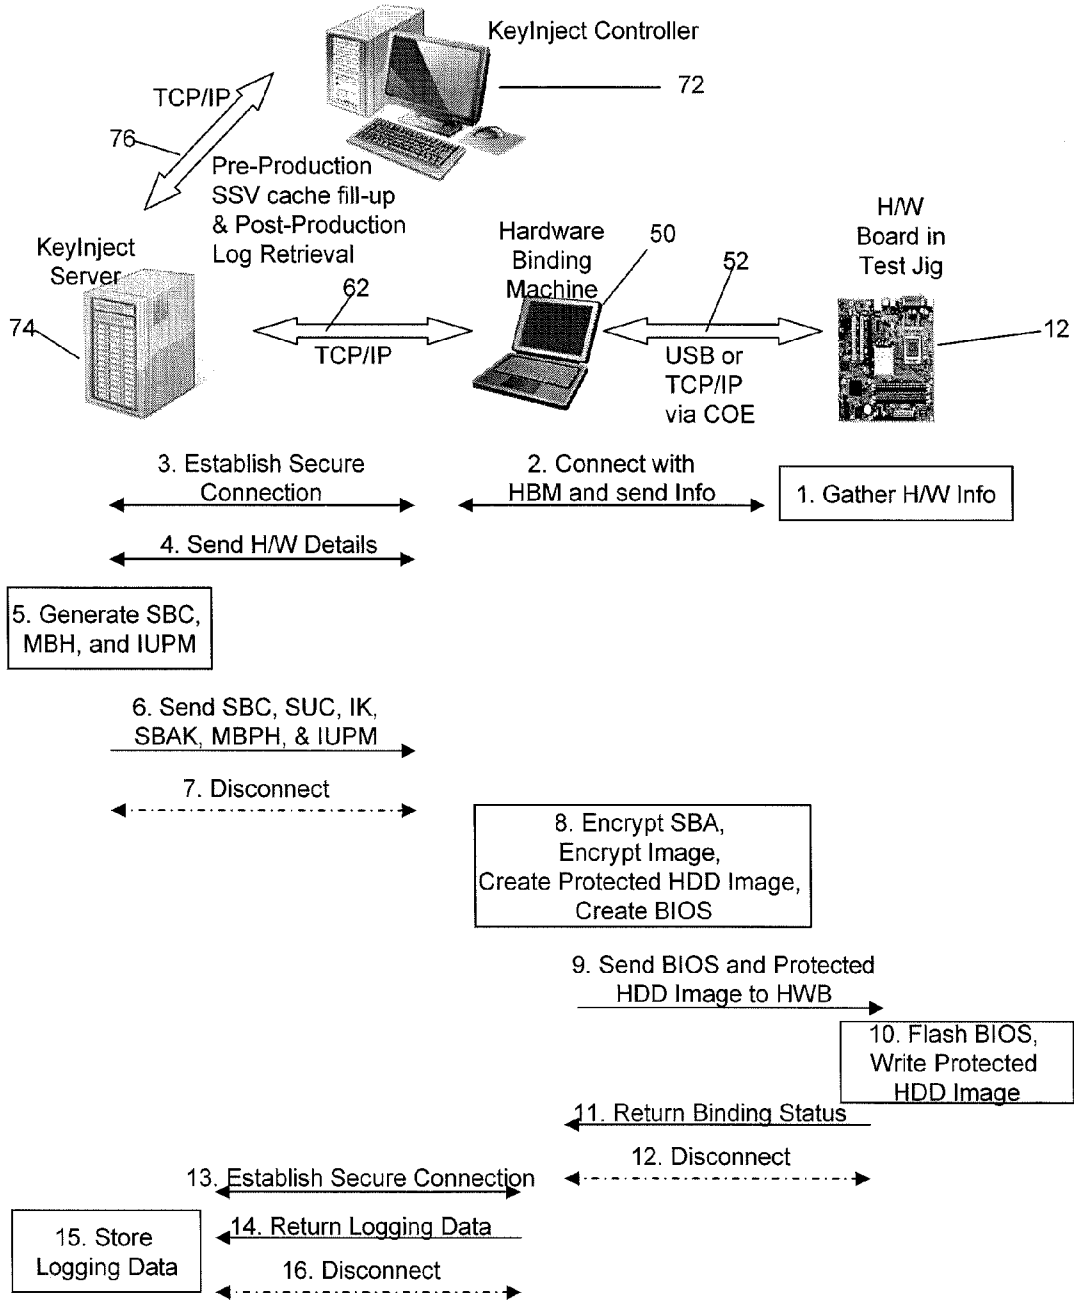 KeyInject Controller
72
TCP/IP
76
Pre-Production
SSV cache fill-up
& Post-Production
Log Retrieval
KeyInject
Server
74
62
TCP/IP
Hardware
Binding
Machine
50
52
USB or
TCP/IP
via COE
H/W
Board in
Test Jig
12
3. Establish Secure
Connection
2. Connect with
HBM and send Info
1. Gather H/W Info
4. Send H/W Details
5. Generate SBC,
MBH, and IUPM
6. Send SBC, SUC, IK,
SBAK, MBPH, & IUPM
7. Disconnect
8. Encrypt SBA,
Encrypt Image,
Create Protected HDD Image,
Create BIOS
9. Send BIOS and Protected
HDD Image to HWB
10. Flash BIOS,
Write Protected
HDD Image
11. Return Binding Status
12. Disconnect
13. Establish Secure Connection
14. Return Logging Data
15. Store
Logging Data
16. Disconnect